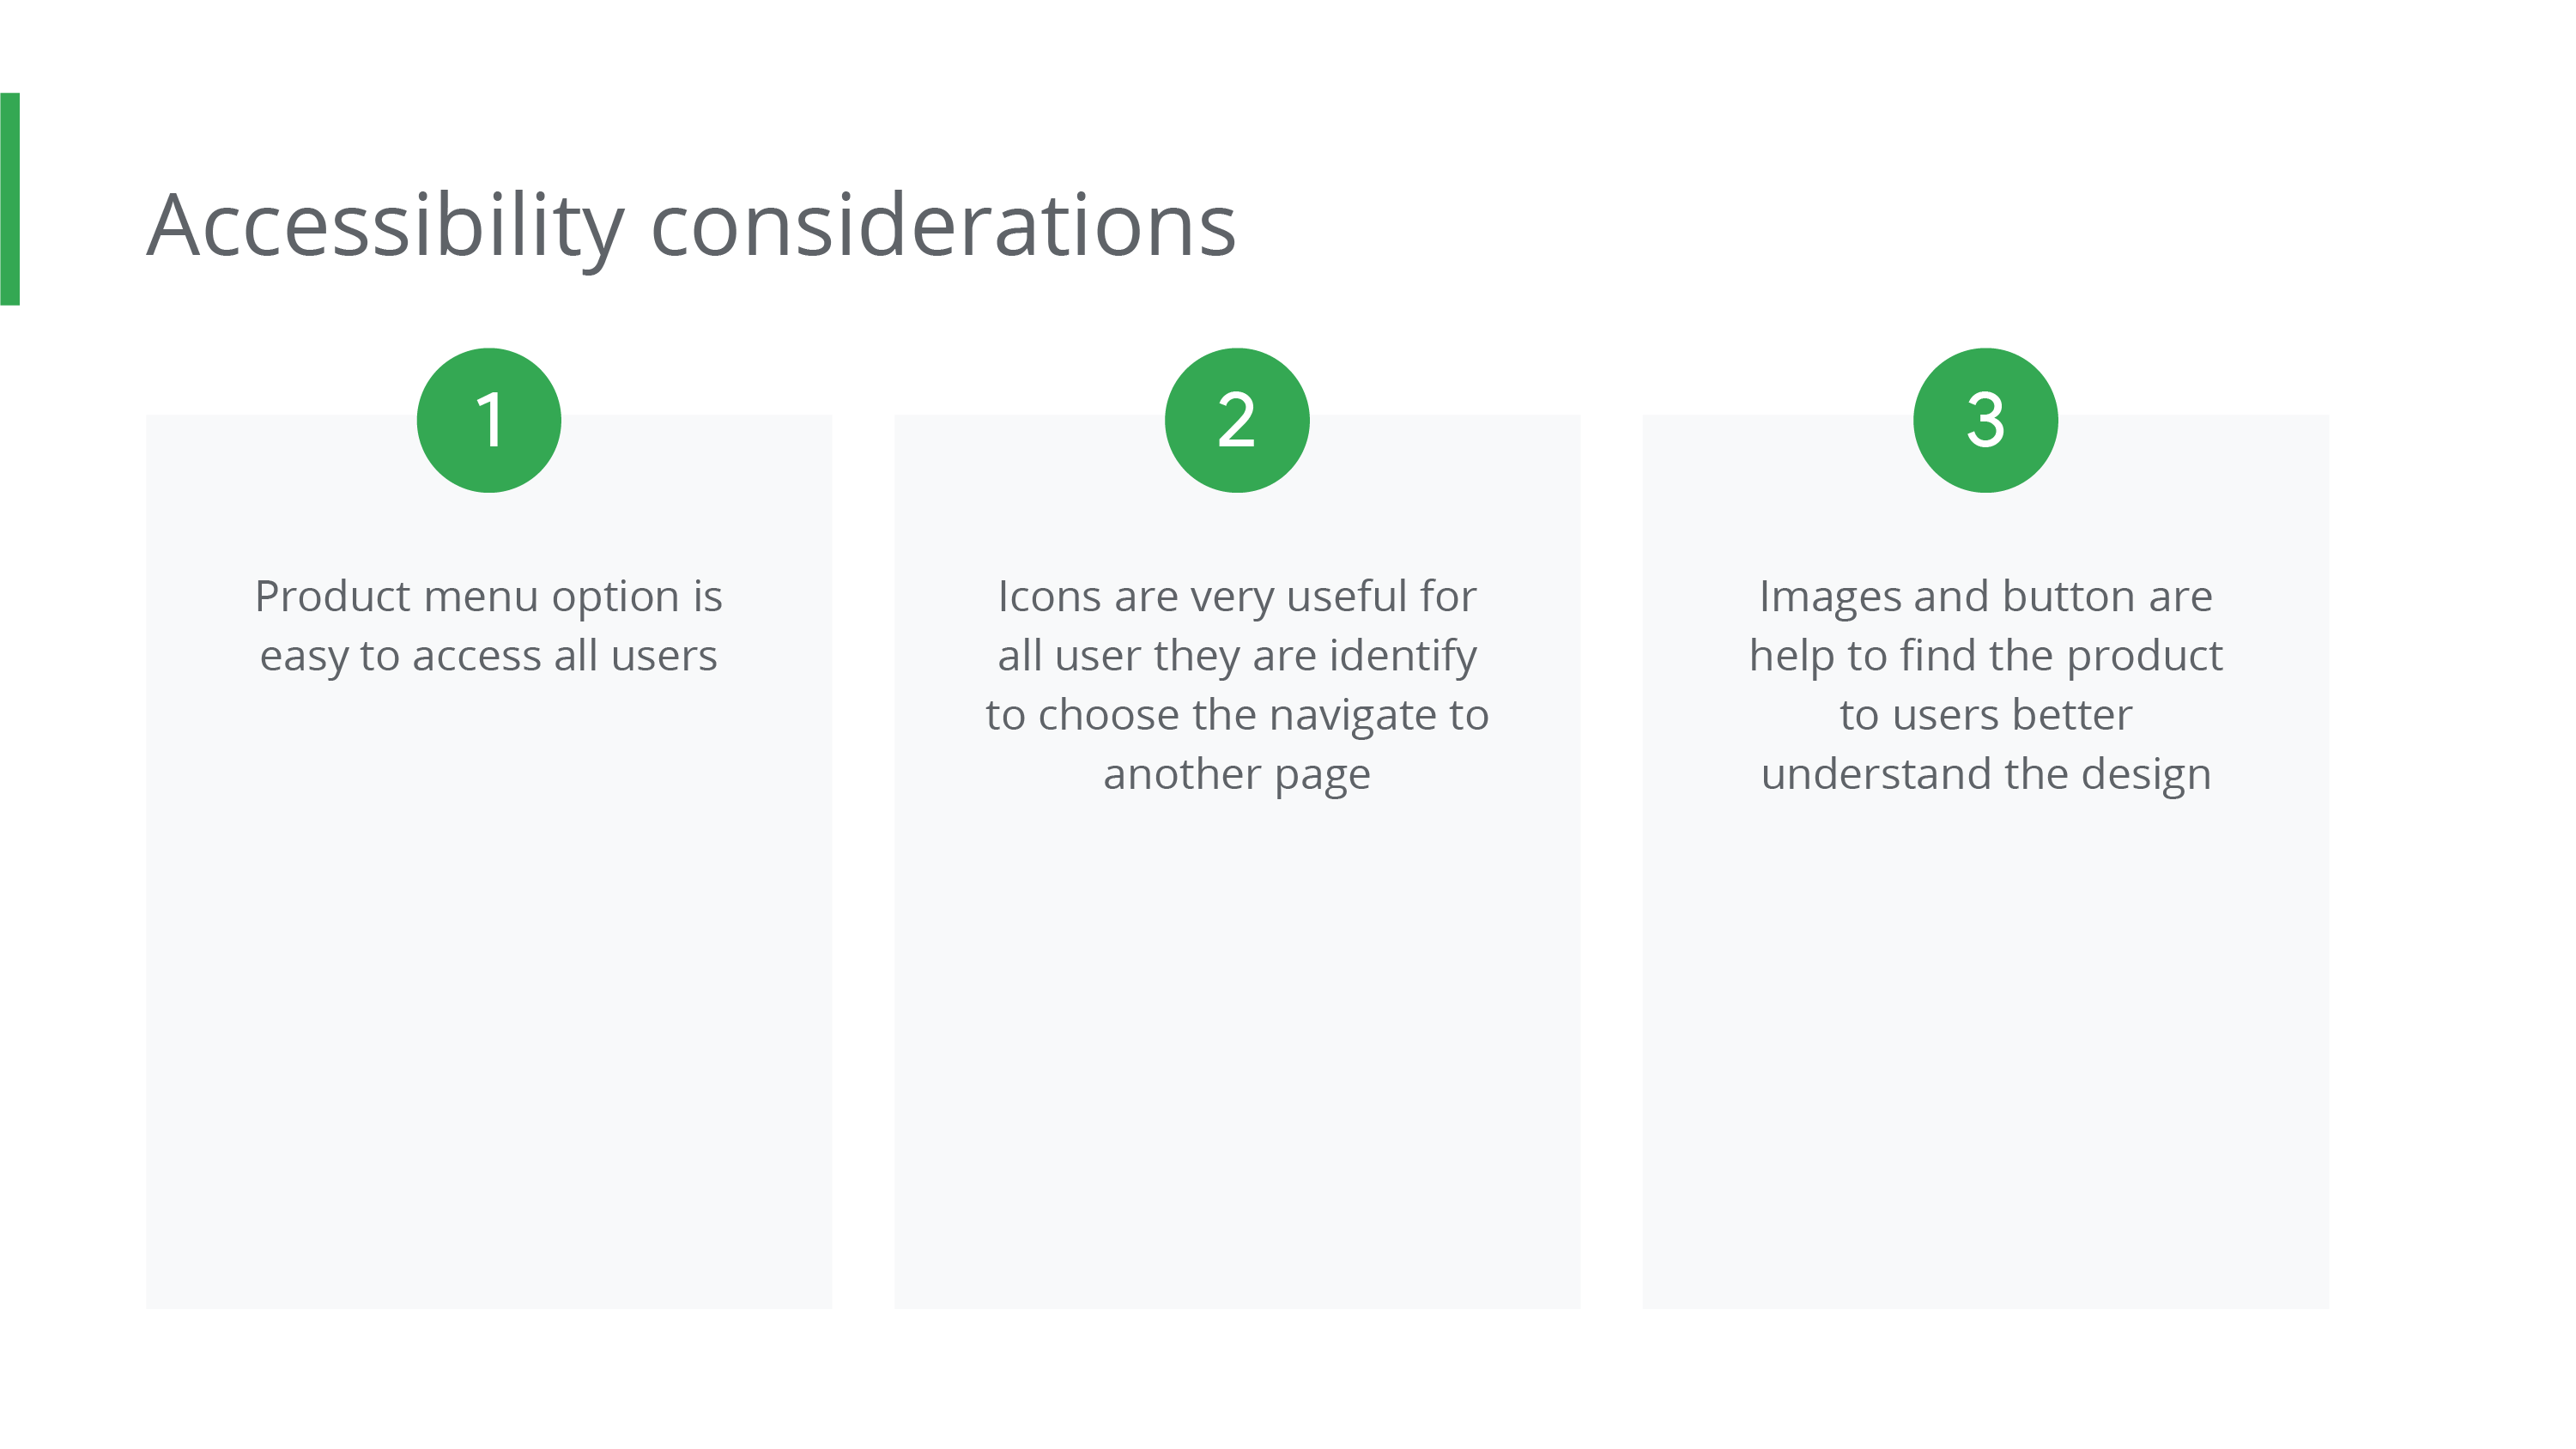 Accessibility considerations
1
Product menu option is
easy to access all users
2
Icons are very useful for
all user they are identify
to choose the navigate to
another page
3
Images and button are
help to find the product
to users better
understand the design